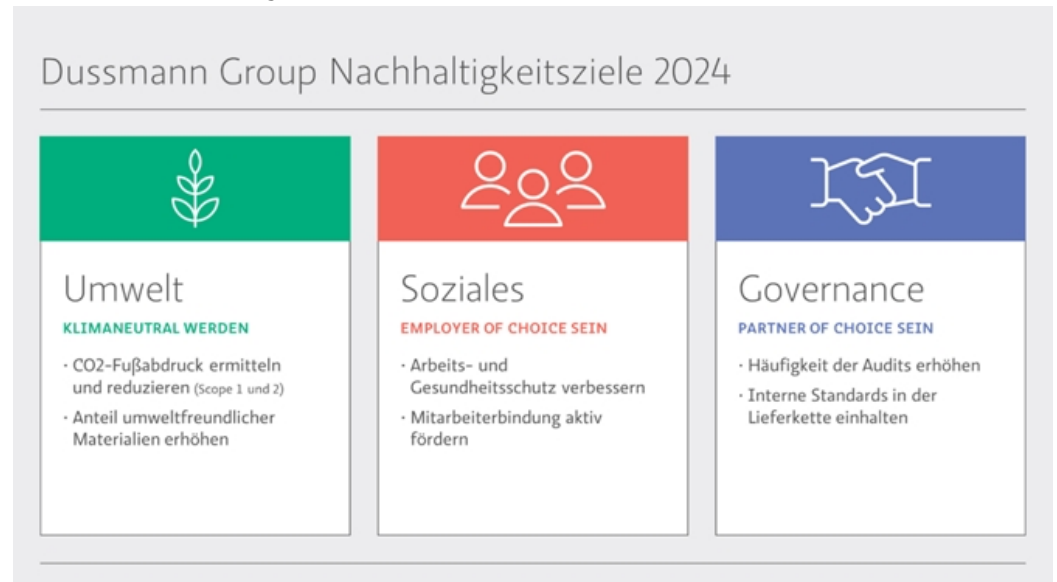 Dussmann Group Nachhaltigkeitsziele 2024
Umwelt
KLIMANEUTRAL WERDEN
· CO2-Fußabdruck ermitteln
und reduzieren (Scope 1 und 2)
· Anteil umweltfreundlicher
Materialien erhöhen
Soziales
EMPLOYER OF CHOICE SEIN
· Arbeits- und
Gesundheitsschutz verbessern
· Mitarbeiterbindung aktiv
fördern
Governance
PARTNER OF CHOICE SEIN
· Häufigkeit der Audits erhöhen
· Interne Standards in der
Lieferkette einhalten